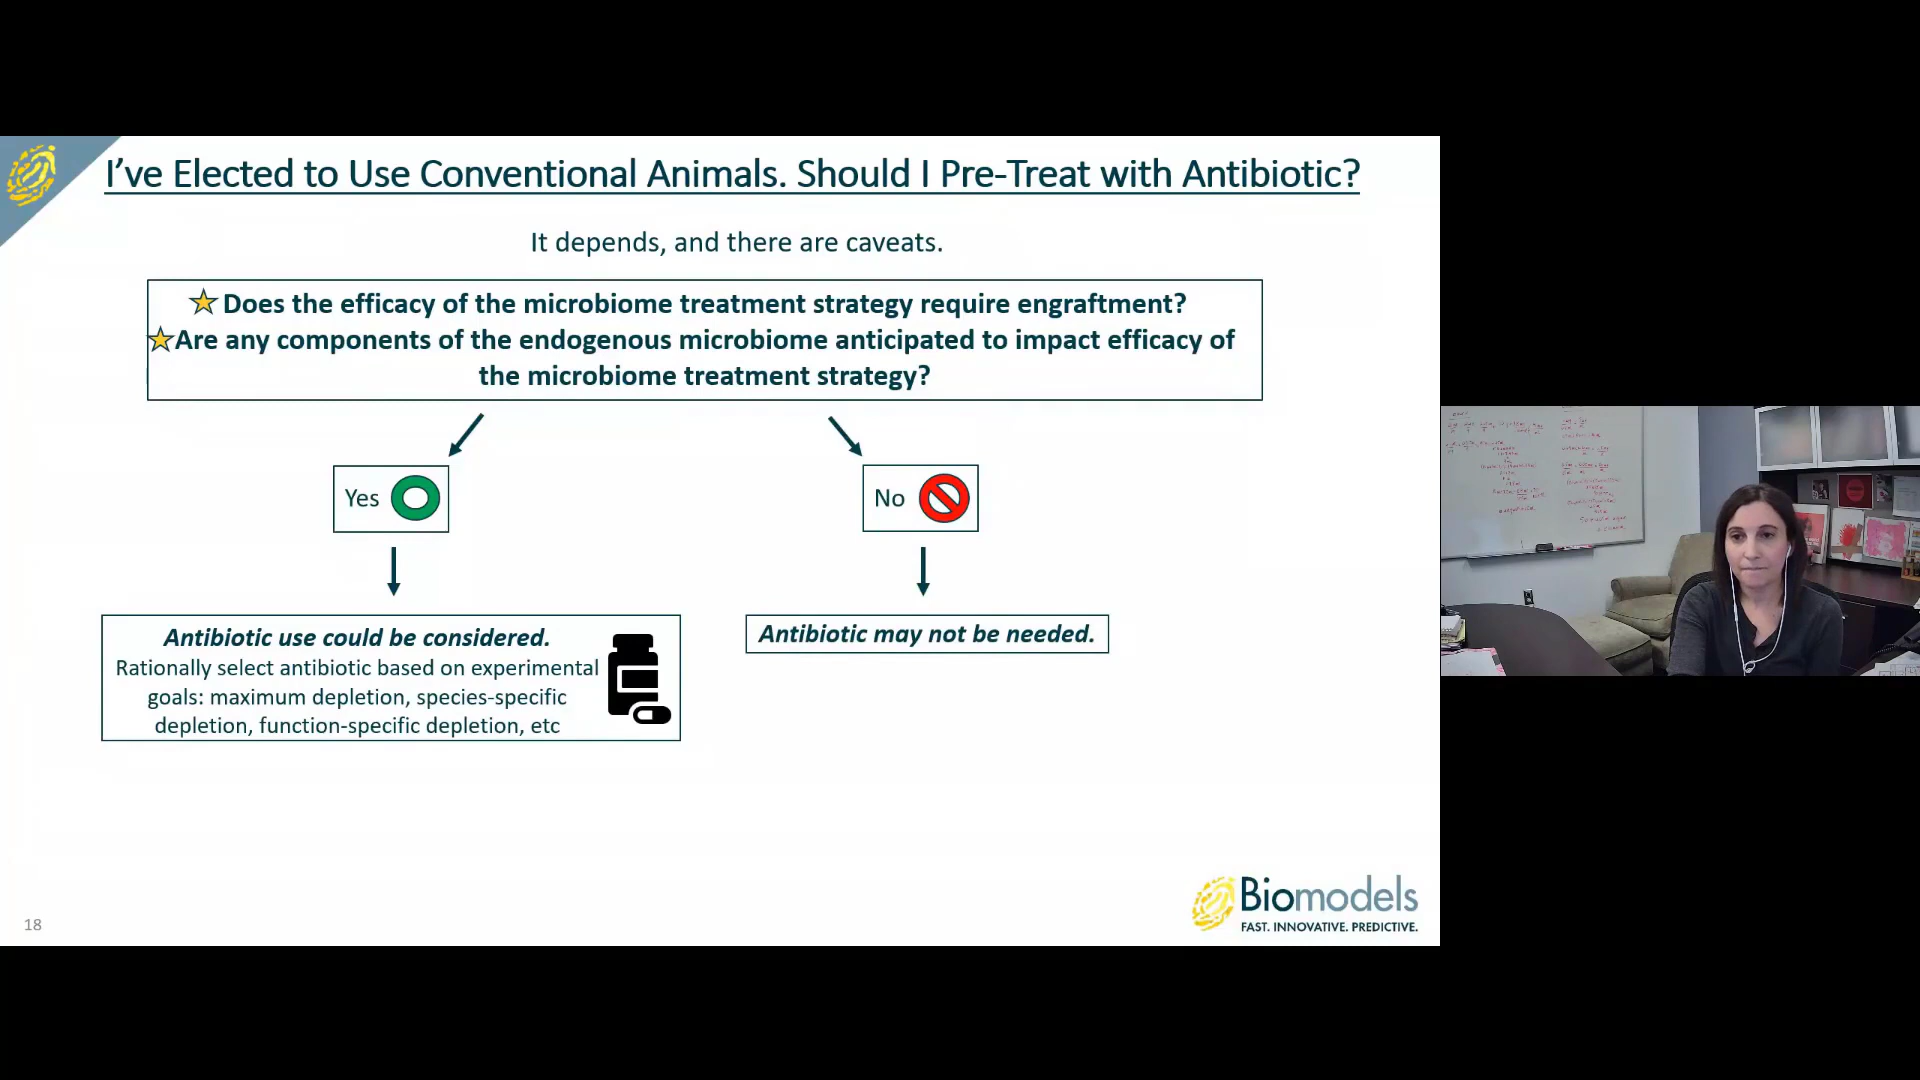 I've Elected to Use Conventional Animals. Should I Pre-Treat with Antibiotic?
It depends, and there are caveats.
Does the efficacy of the microbiome treatment strategy require engraftment?
Are any components of the endogenous microbiome anticipated to impact efficacy of
the microbiome treatment strategy?
Yes
No
Antibiotic use could be considered.
Rationally select antibiotic based on experimental
goals: maximum depletion, species-specific
depletion, function-specific depletion, etc
Antibiotic may not be needed.
18
Biomodels
FAST. INNOVATIVE. PREDICTIVE.